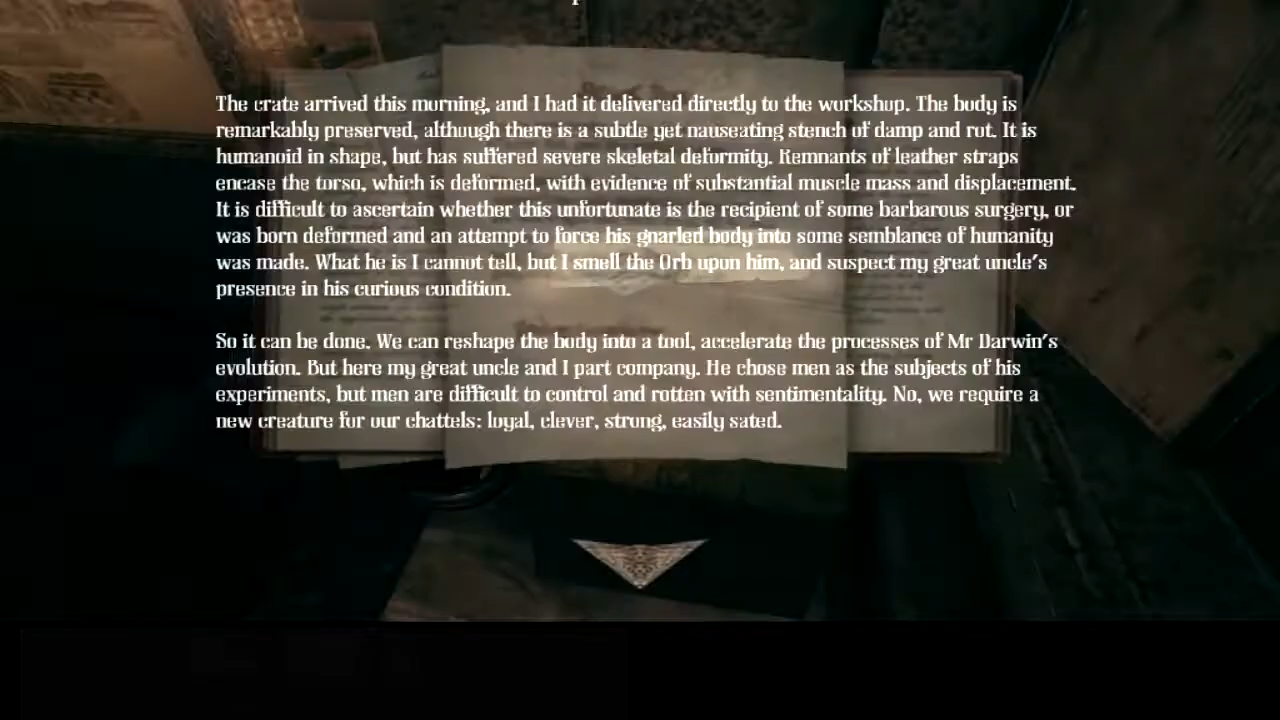 The crate arrived this morning, and I had it delivered directly to the workshop. The body is
remarkably preserved, although there is a subtle yet nauseating stench of damp and rot. It is
humanoid in shape, but has suffered severe skeletal deformity. Remnants of leather straps
encase the torso, which is deformed, with evidence of substantial muscle mass and displacement.
It is difficult to ascertain whether this unfortunate is the recipient of some barbarous surgery, or
was born deformed and an attempt to force his gnarled body into some semblance of humanity
was made. What he is I cannot tell, but I smell the Orb upon him, and suspect my great uncle's
presence in his curious condition.
So it can be done. We can reshape the body into a tool, accelerate the processes of Mr Darwin's
evolution. But here my great uncle and I part company. He chose men as the subjects of his
experiments, but men are difficult to control and rotten with sentimentality. No, we require a
new creature for our chattels: loyal, clever, strong, easily sated.